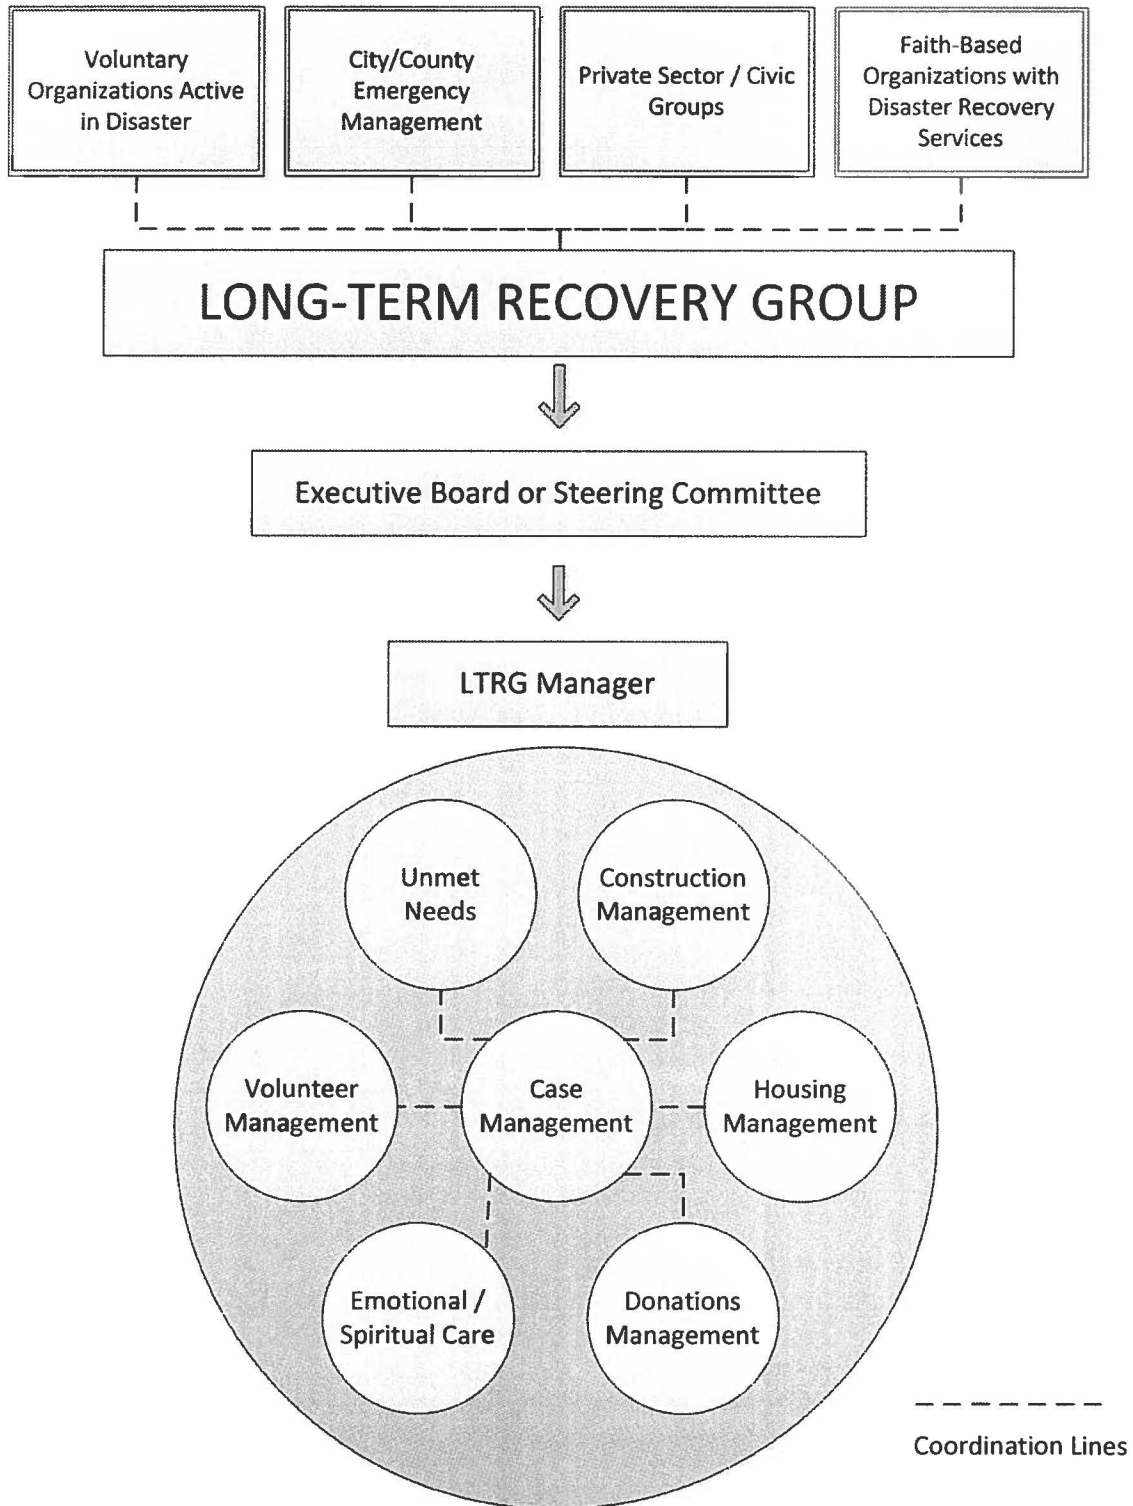 Voluntary
Organizations Active
in Disaster
City/County
Emergency
Management
Private Sector / Civic
Groups
Faith-Based
Organizations with
Disaster Recovery
Services
LONG-TERM RECOVERY GROUP
Executive Board or Steering Committee
LTRG Manager
Unmet
Needs
Construction
Management
Volunteer
Management
Case
Management
Housing
Management
Emotional /
Spiritual Care
Donations
Management
Coordination Lines